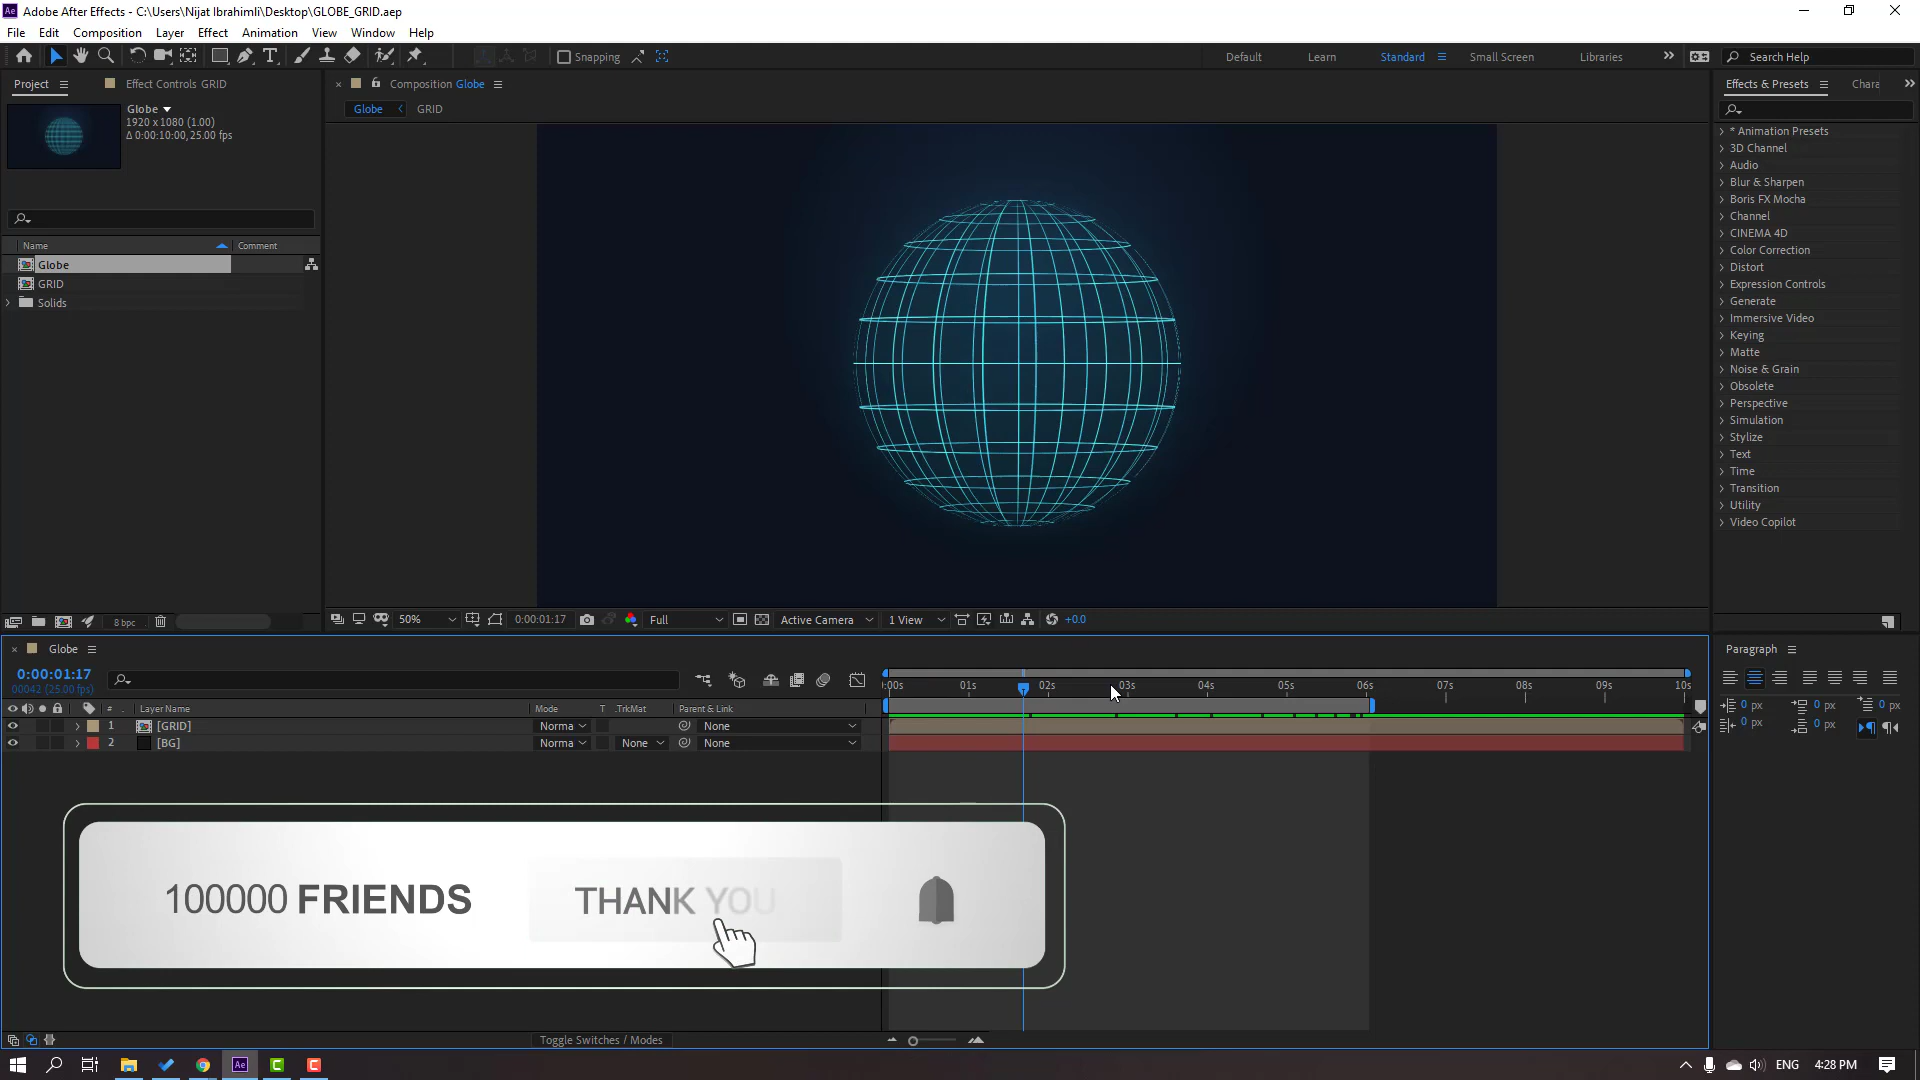 Adobe After Effects - C:\Users\Nijat Ibrahimli\Desktop\GLOBE_GRID.aep
File Edit Composition Layer Effect Animation View Window Help
Snapping Default Learn Standard Small Screen Libraries Search Help
Project Effect Controls GRID
Globe
1920 x 1080 (1.00)
Δ 0:00:10:00, 25.00 fps
Name Comment
Globe
GRID
Solids
8 bpc
Composition Globe
Globe GRID
50% 0:00:01:17 Full Active Camera 1 View +0.0
Effects & Presets Chara
* Animation Presets
3D Channel
Audio
Blur & Sharpen
Boris FX Mocha
Channel
CINEMA 4D
Color Correction
Distort
Expression Controls
Generate
Immersive Video
Keying
Matte
Noise & Grain
Obsolete
Perspective
Simulation
Stylize
Text
Time
Transition
Utility
Video Copilot
Globe
0:00:01:17
00042 (25.00 fps)
:00s 01s 02s 03s 04s 05s 06s 07s 08s 09s 10s
# Layer Name Mode T .TrkMat Parent & Link
1 [GRID] Norma None
2 [BG] Norma None None
Paragraph
0 px 0 px 0 px
0 px 0 px
100000 FRIENDS THANK YOU
Toggle Switches / Modes
ENG 4:28 PM